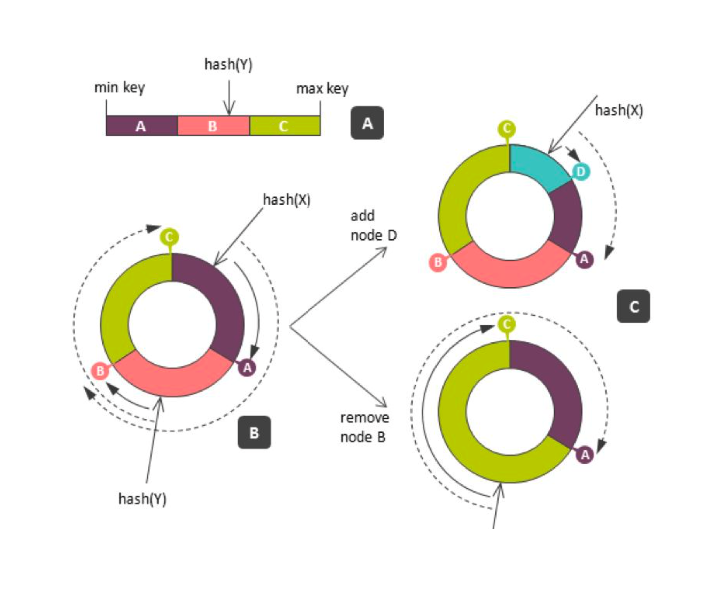 hash(Y)
min key
max key
A
B
C
A
hash(X)
C
D
A
B
add
node D
hash(X)
C
A
B
B
hash(Y)
C
remove
node B
C
A